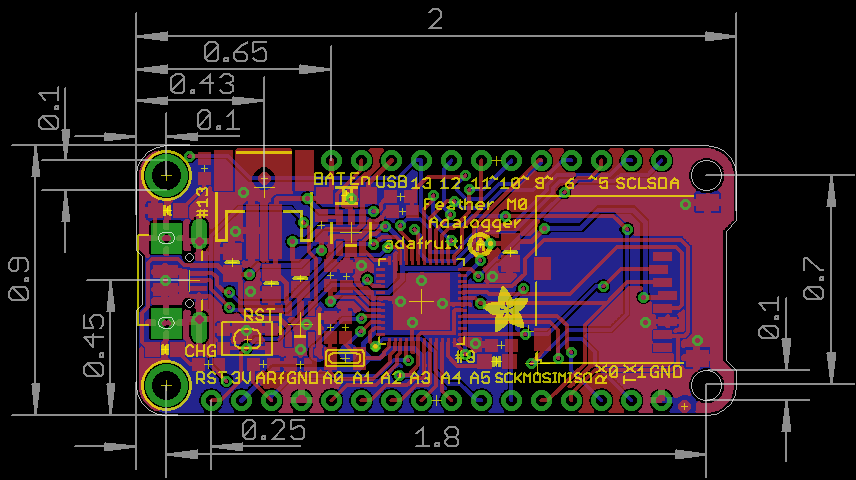 2
0.65
0.43
0.1
0.1
BAT En USB 13 12 ~11 ~10 ~9 ~6 ~5 SCL SDA
#13
Feather M0
Adalogger
adafruit!
0.9
0.45
0.7
0.1
RST
CHG
#8
RST 3V ARf GND A0 A1 A2 A3 A4 A5 SCK MOSI MISO RX0 TX1 GND
0.25
1.8